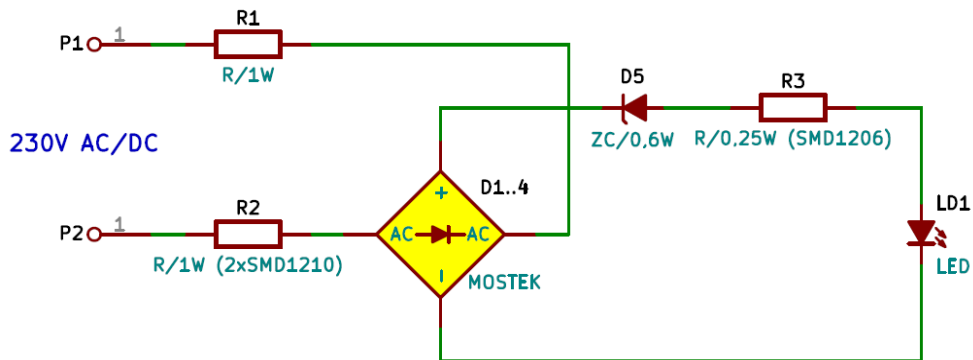 R1
P1 1
R/1W
D5
R3
230V AC/DC
ZC/0,6W
R/0,25W (SMD1206)
D1..4
+
R2
LD1
P2 1
AC AC
R/1W (2xSMD1210)
-
LED
MOSTEK